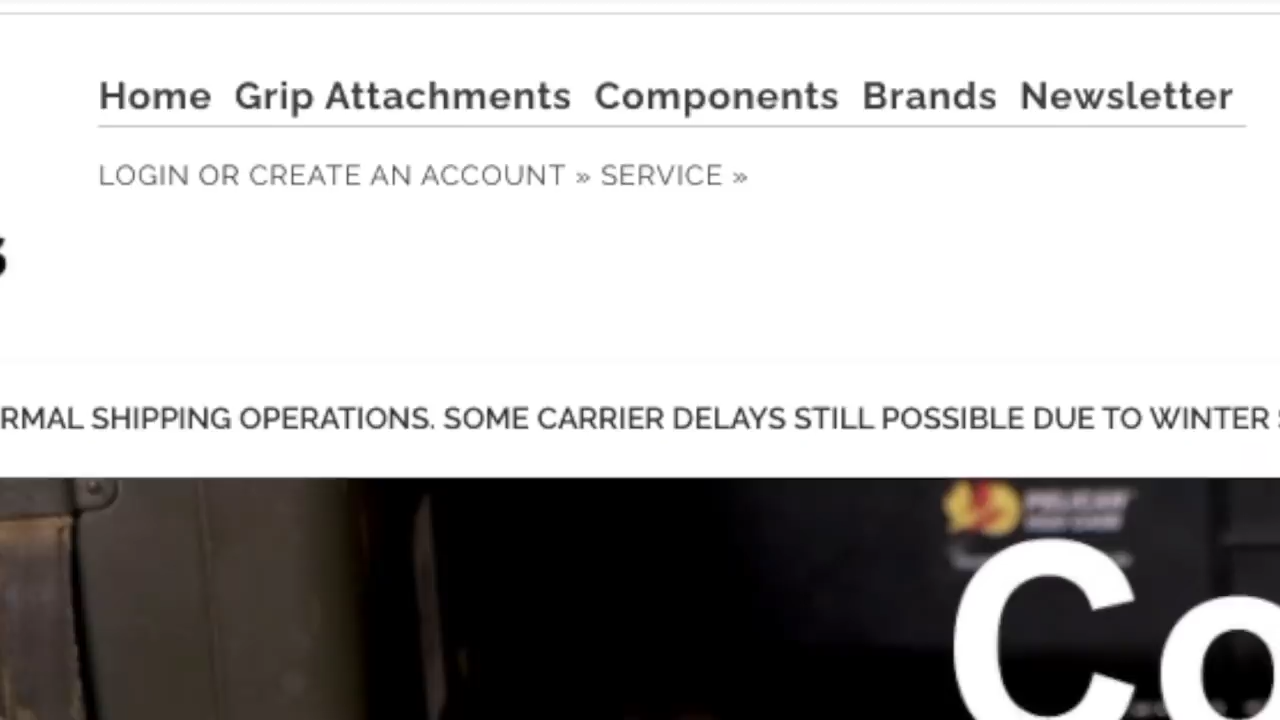 Home Grip Attachments Components Brands Newsletter
LOGIN OR CREATE AN ACCOUNT » SERVICE »
SHIPPING OPERATIONS. SOME CARRIER DELAYS STILL POSSIBLE DUE TO WINTER
PELICAN
Co